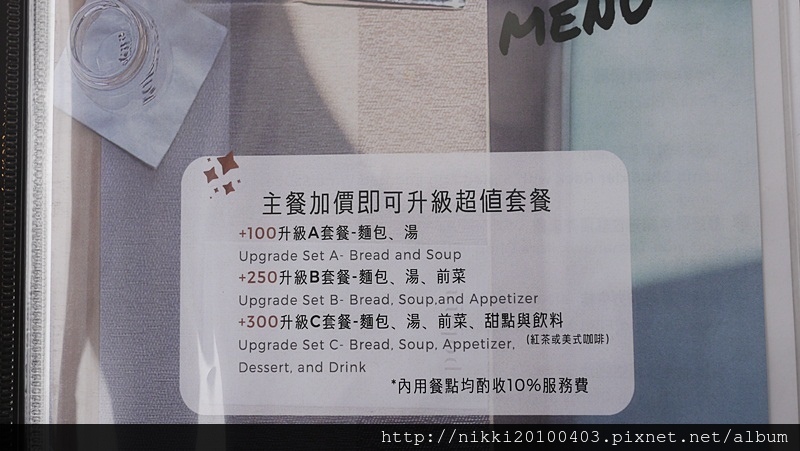 MENU
主餐加價即可升級超值套餐
+100升級A套餐-麵包、湯
Upgrade Set A- Bread and Soup
+250升級B套餐-麵包、湯、前菜
Upgrade Set B- Bread, Soup,and Appetizer
+300升級C套餐-麵包、湯、前菜、甜點與飲料
(紅茶或美式咖啡)
Upgrade Set C- Bread, Soup, Appetizer,
Dessert, and Drink
*內用餐點均酌收10%服務費
http://nikki20100403.pixnet.net/album